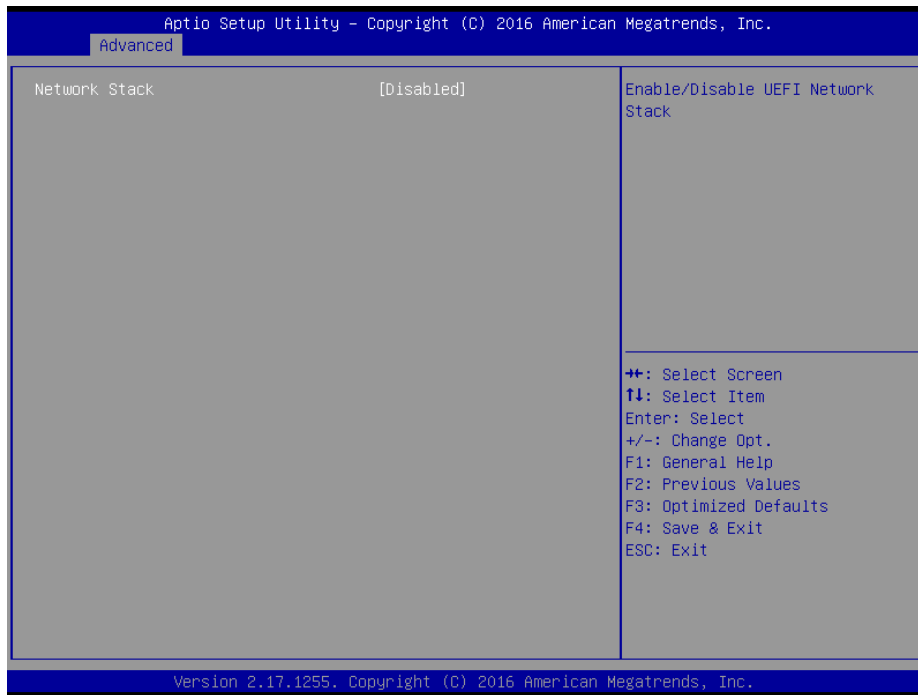 Aptio Setup Utility – Copyright (C) 2016 American Megatrends, Inc.
Advanced
Network Stack [Disabled]
Enable/Disable UEFI Network
Stack
→←: Select Screen
↑↓: Select Item
Enter: Select
+/-: Change Opt.
F1: General Help
F2: Previous Values
F3: Optimized Defaults
F4: Save & Exit
ESC: Exit
Version 2.17.1255. Copyright (C) 2016 American Megatrends, Inc.